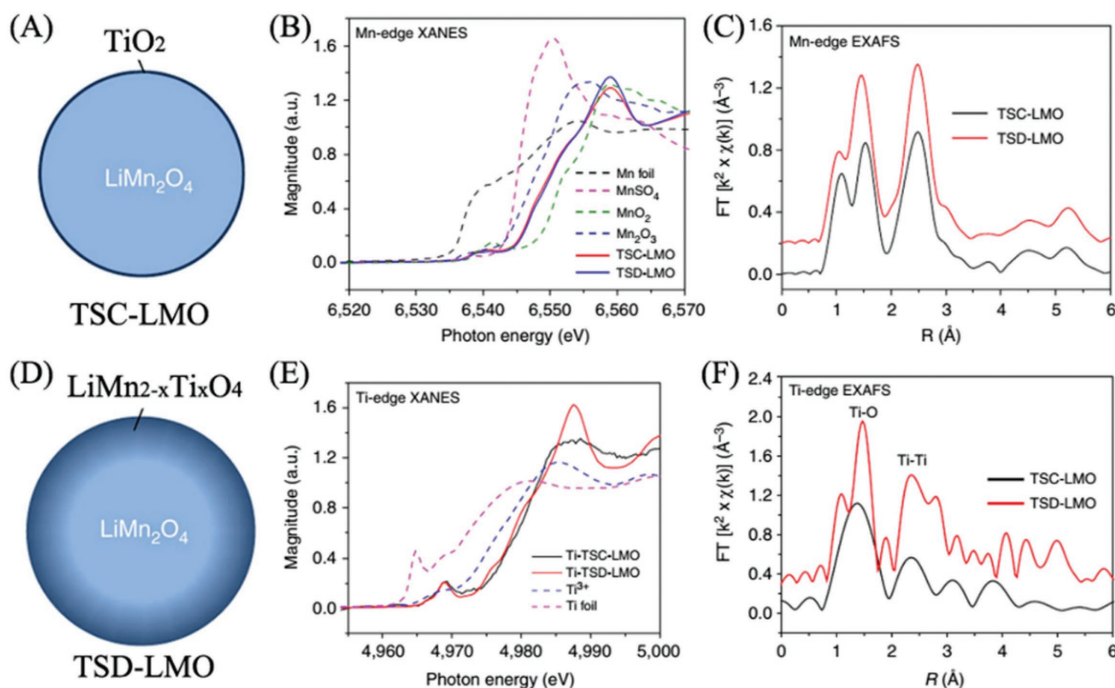 (A)
TiO2
LiMn2O4
TSC-LMO
(B)
Mn-edge XANES
Magnitude (a.u.)
1.6
1.2
0.8
0.4
0.0
Mn foil
MnSO4
MnO2
Mn2O3
TSC-LMO
TSD-LMO
6,520 6,530 6,540 6,550 6,560 6,570
Photon energy (eV)
(C)
Mn-edge EXAFS
FT [k² x χ(k)] (Å⁻³)
1.6
1.2
0.8
0.4
0.0
TSC-LMO
TSD-LMO
0 1 2 3 4 5 6
R (Å)
(D)
LiMn2-xTixO4
LiMn2O4
TSD-LMO
(E)
Ti-edge XANES
Magnitude (a.u.)
1.6
1.2
0.8
0.4
0.0
Ti-TSC-LMO
Ti-TSD-LMO
Ti³⁺
Ti foil
4,960 4,970 4,980 4,990 5,000
Photon energy (eV)
(F)
Ti-edge EXAFS
Ti-O
Ti-Ti
FT [k² x χ(k)] (Å⁻³)
2.4
2.0
1.6
1.2
0.8
0.4
0.0
TSC-LMO
TSD-LMO
0 1 2 3 4 5 6
R (Å)